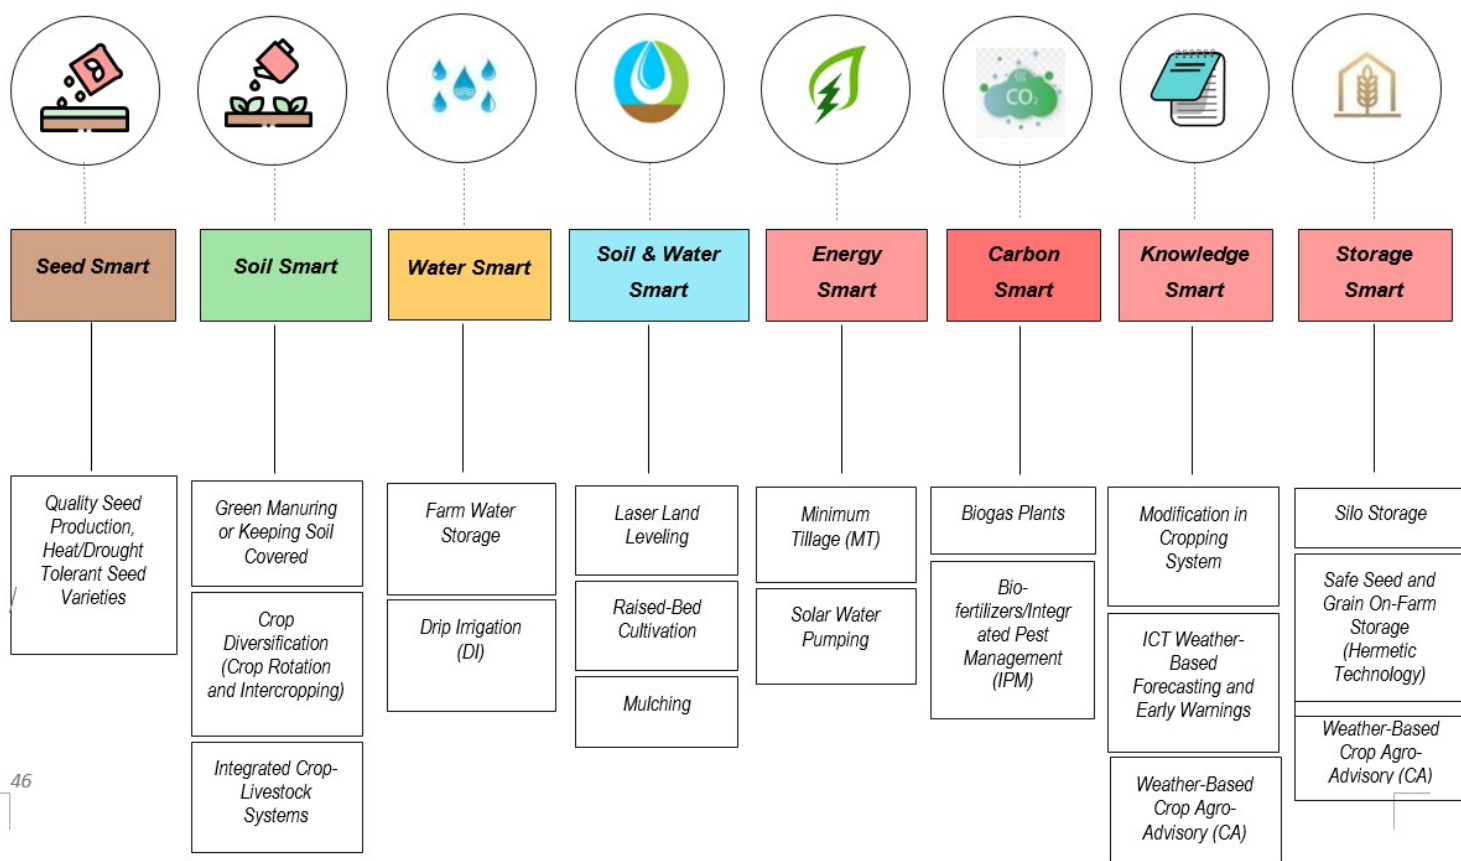 CO₂
Seed Smart
Soil Smart
Water Smart
Soil & Water
Smart
Energy
Smart
Carbon
Smart
Knowledge
Smart
Storage
Smart
Quality Seed
Production,
Heat/Drought
Tolerant Seed
Varieties
Green Manuring
or Keeping Soil
Covered
Crop
Diversification
(Crop Rotation
and Intercropping)
Integrated Crop-
Livestock
Systems
Farm Water
Storage
Drip Irrigation
(DI)
Laser Land
Leveling
Raised-Bed
Cultivation
Mulching
Minimum
Tillage (MT)
Solar Water
Pumping
Biogas Plants
Bio-
fertilizers/Integr
ated Pest
Management
(IPM)
Modification in
Cropping
System
ICT Weather-
Based
Forecasting and
Early Warnings
Weather-Based
Crop Agro-
Advisory (CA)
Silo Storage
Safe Seed and
Grain On-Farm
Storage
(Hermetic
Technology)
Weather-Based
Crop Agro-
Advisory (CA)
46